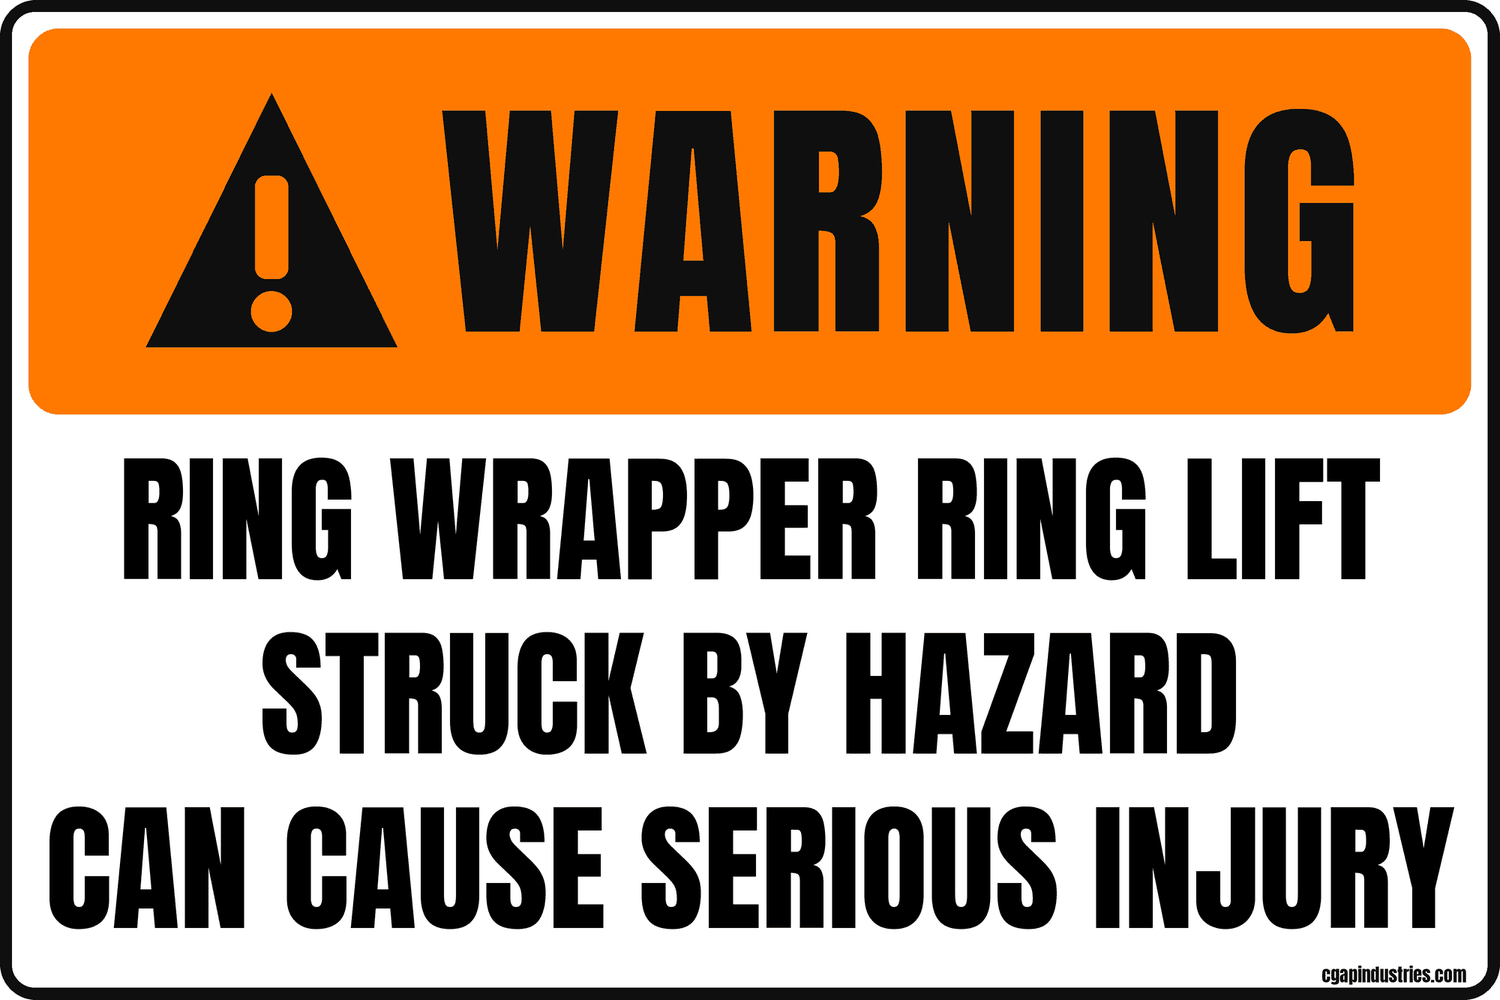 WARNING
RING WRAPPER RING LIFT
STRUCK BY HAZARD
CAN CAUSE SERIOUS INJURY
cgapindustries.com